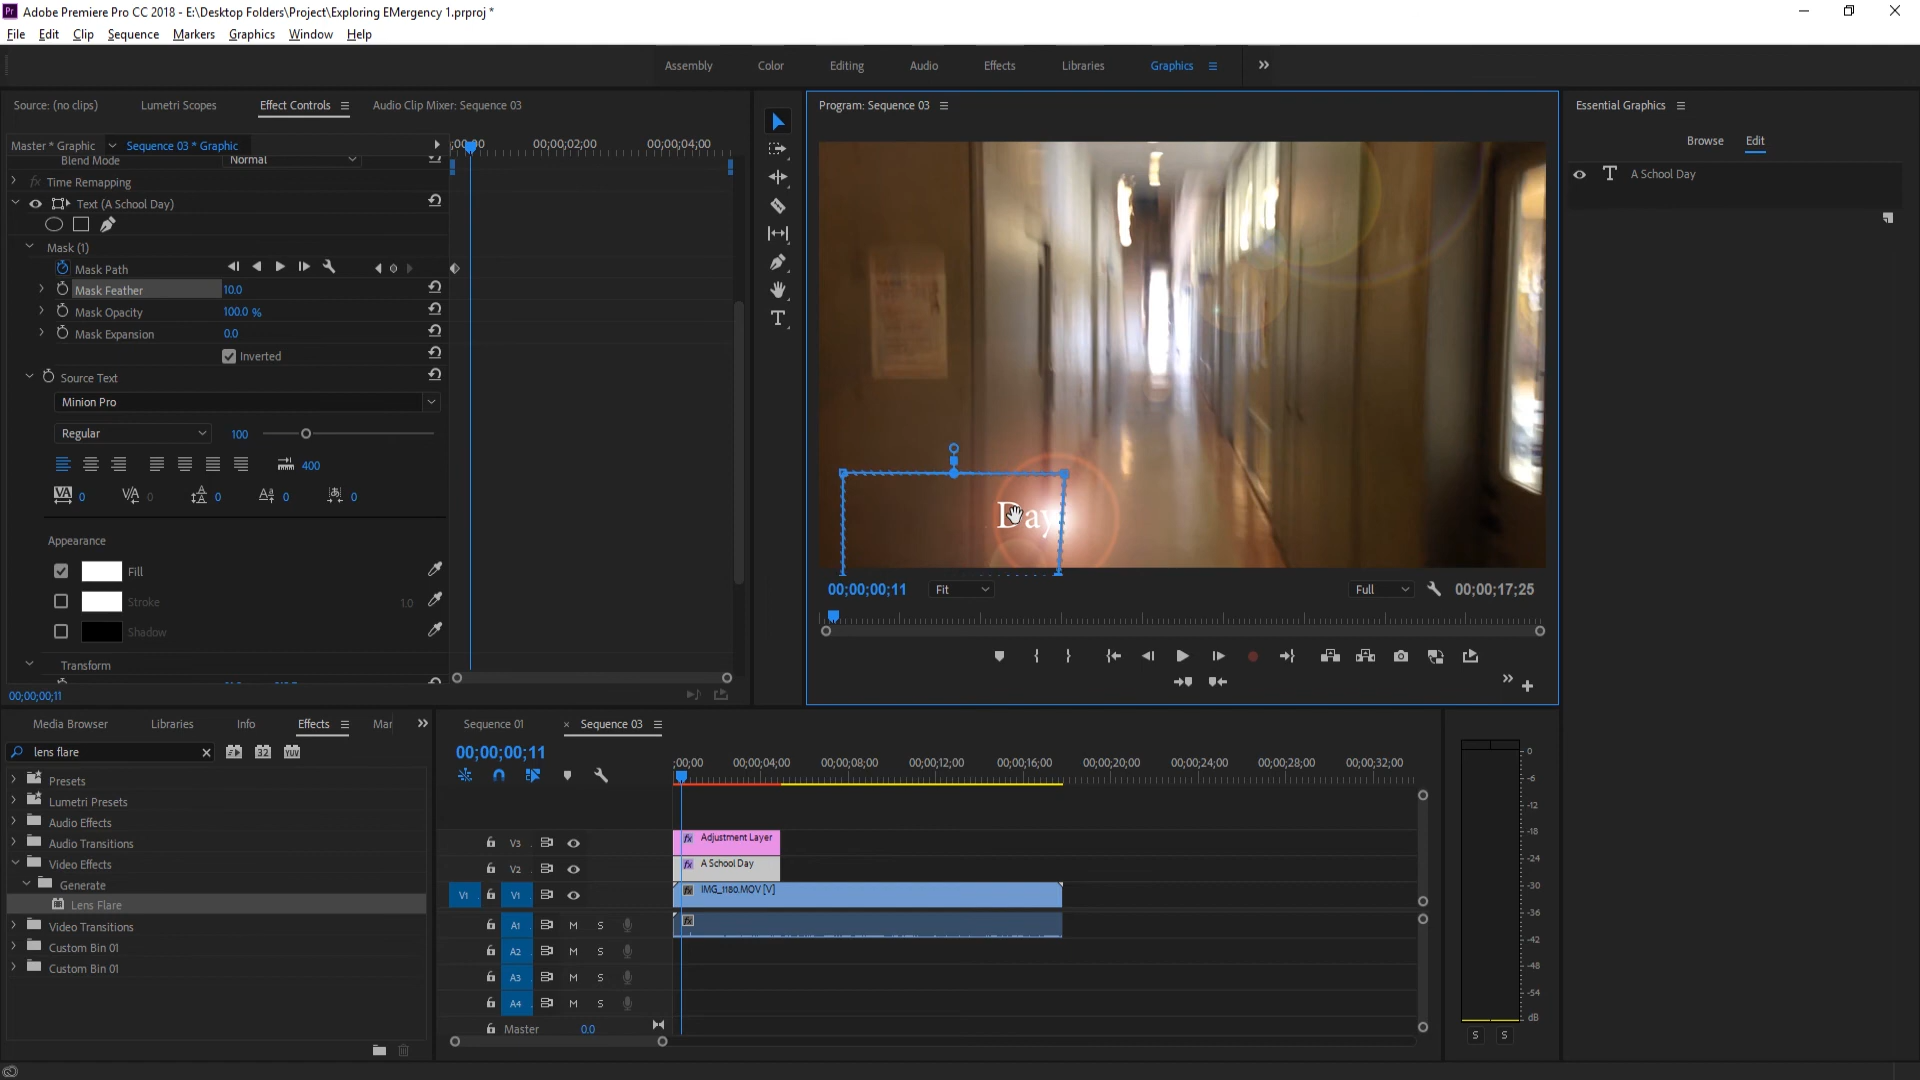 Pr Adobe Premiere Pro CC 2018 - E:\Desktop Folders\Project\Exploring EMergency 1.prproj *
File Edit Clip Sequence Markers Graphics Window Help
Assembly Color Editing Audio Effects Libraries Graphics
Source: (no clips) Lumetri Scopes Effect Controls Audio Clip Mixer: Sequence 03
Master * Graphic Sequence 03 * Graphic
;00;00 00;00;02;00 00;00;04;00
Blend Mode Normal
fx Time Remapping
Text (A School Day)
Mask (1)
Mask Path
Mask Feather 10.0
Mask Opacity 100.0 %
Mask Expansion 0.0
Inverted
Source Text
Minion Pro
Regular 100
400
0 0 0 0 0
Appearance
Fill
Stroke 1.0
Shadow
Transform
00;00;00;11
Program: Sequence 03
Day
00;00;00;11 Fit Full 00;00;17;25
Essential Graphics
Browse Edit
T A School Day
Media Browser Libraries Info Effects Mar
lens flare 32 YUV
Presets
Lumetri Presets
Audio Effects
Audio Transitions
Video Effects
Generate
Lens Flare
Video Transitions
Custom Bin 01
Custom Bin 01
Sequence 01 × Sequence 03
00;00;00;11
;00;00 00;00;04;00 00;00;08;00 00;00;12;00 00;00;16;00 00;00;20;00 00;00;24;00 00;00;28;00 00;00;32;00
V3 fx Adjustment Layer
V2 fx A School Day
V1 V1 fx IMG_1180.MOV [V]
A1 M S fx
A2 M S
A3 M S
A4 M S
Master 0.0
0
-6
-12
-18
-24
-30
-36
-42
-48
-54
dB
S S